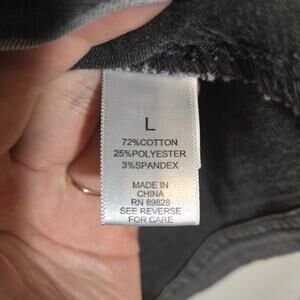 L
72%COTTON
25%POLYESTER
3%SPANDEX
MADE IN
CHINA
RN 89828
SEE REVERSE
FOR CARE